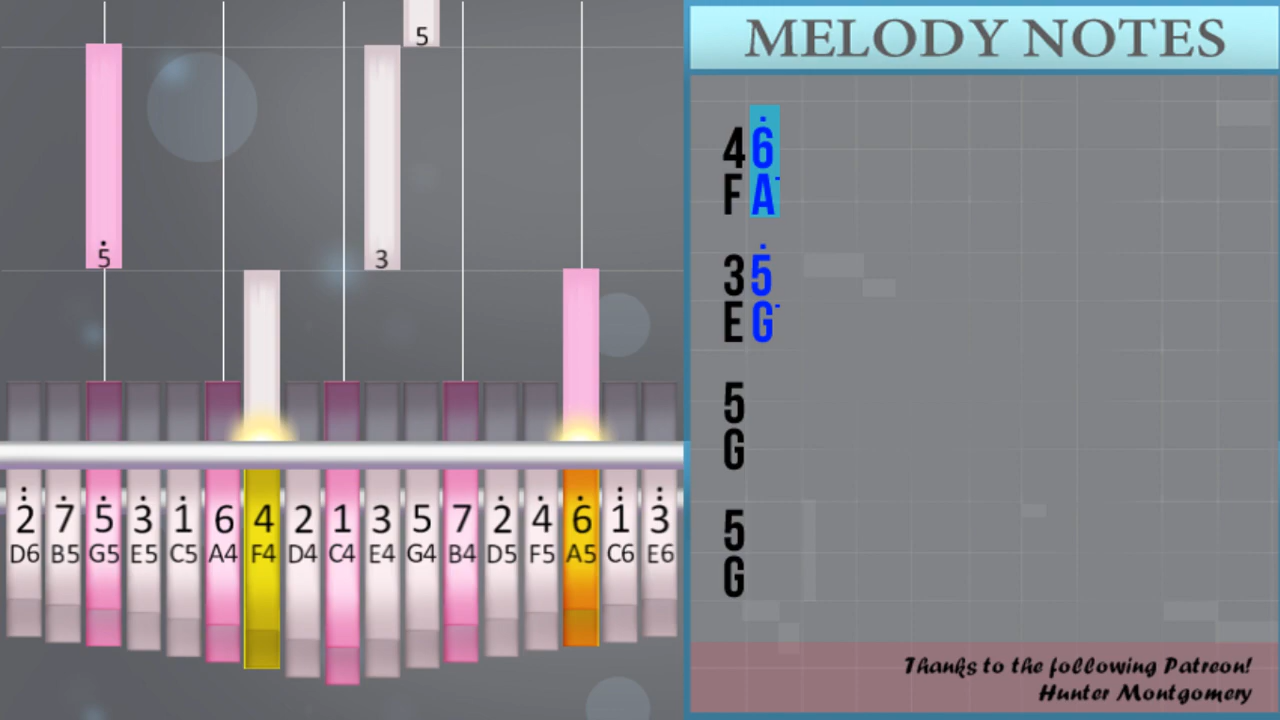 5
3
5̇
2̈ 7̇ 5̇ 3̇ 1̇ 6 4 2 1 3 5 7 2̇ 4̇ 6̇ 1̈ 3̈
D6 B5 G5 E5 C5 A4 F4 D4 C4 E4 G4 B4 D5 F5 A5 C6 E6
MELODY NOTES
4 6̇
F A˙
3 5̇
E G˙
5
G
5
G
Thanks to the following Patreon!
Hunter Montgomery